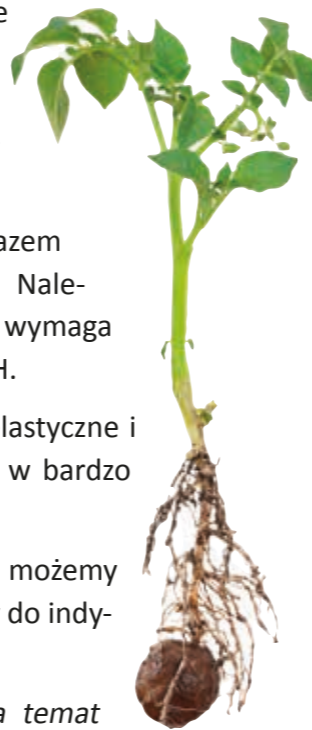 e
azem
Nale-
wymaga
H.
lastyczne i
w bardzo
możemy
do indy-
a temat